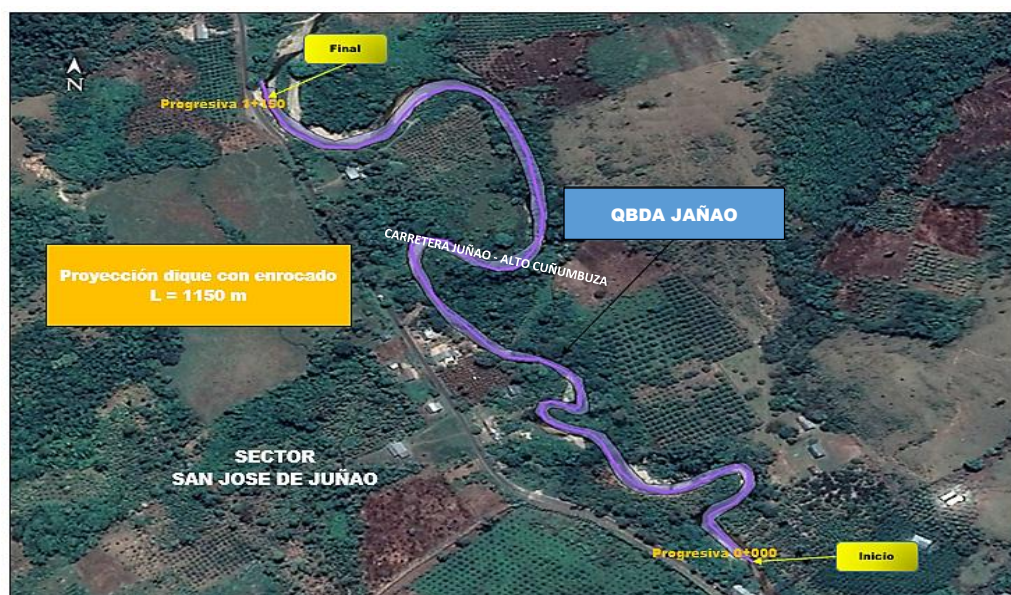 Final
N
Progresiva 1+150
QBDA JAÑAO
CARRETERA JUÑAO - ALTO CUÑUMBUZA
Proyección dique con enrocado
L = 1150 m
SECTOR
SAN JOSE DE JUÑAO
Progresiva 0+000
Inicio